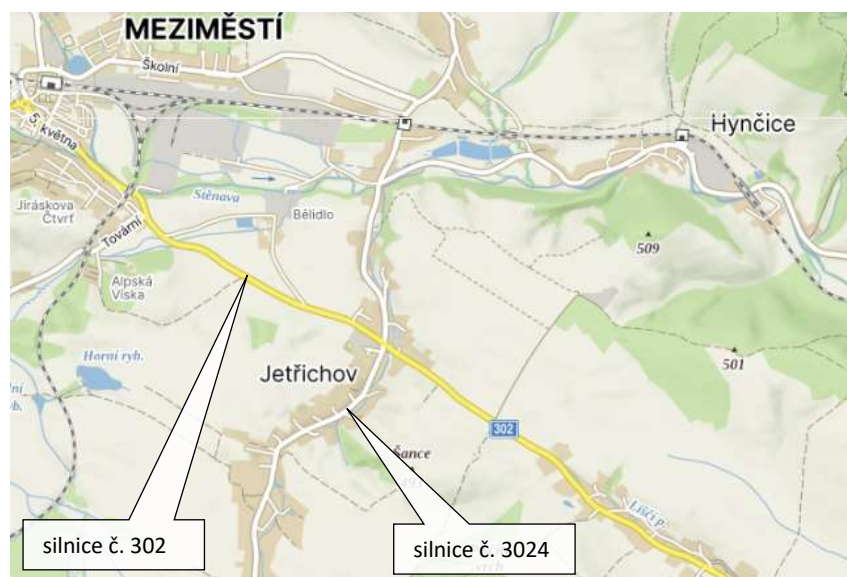 MEZIMĚSTÍ
Školní
5. května
Hynčice
Jiráskova
Čtvrť
Stěnava
Bělidlo
Tovární
509
Alpská
Viska
Horní ryb.
501
Jetřichov
302
Šance
Liščí p.
silnice č. 302
silnice č. 3024